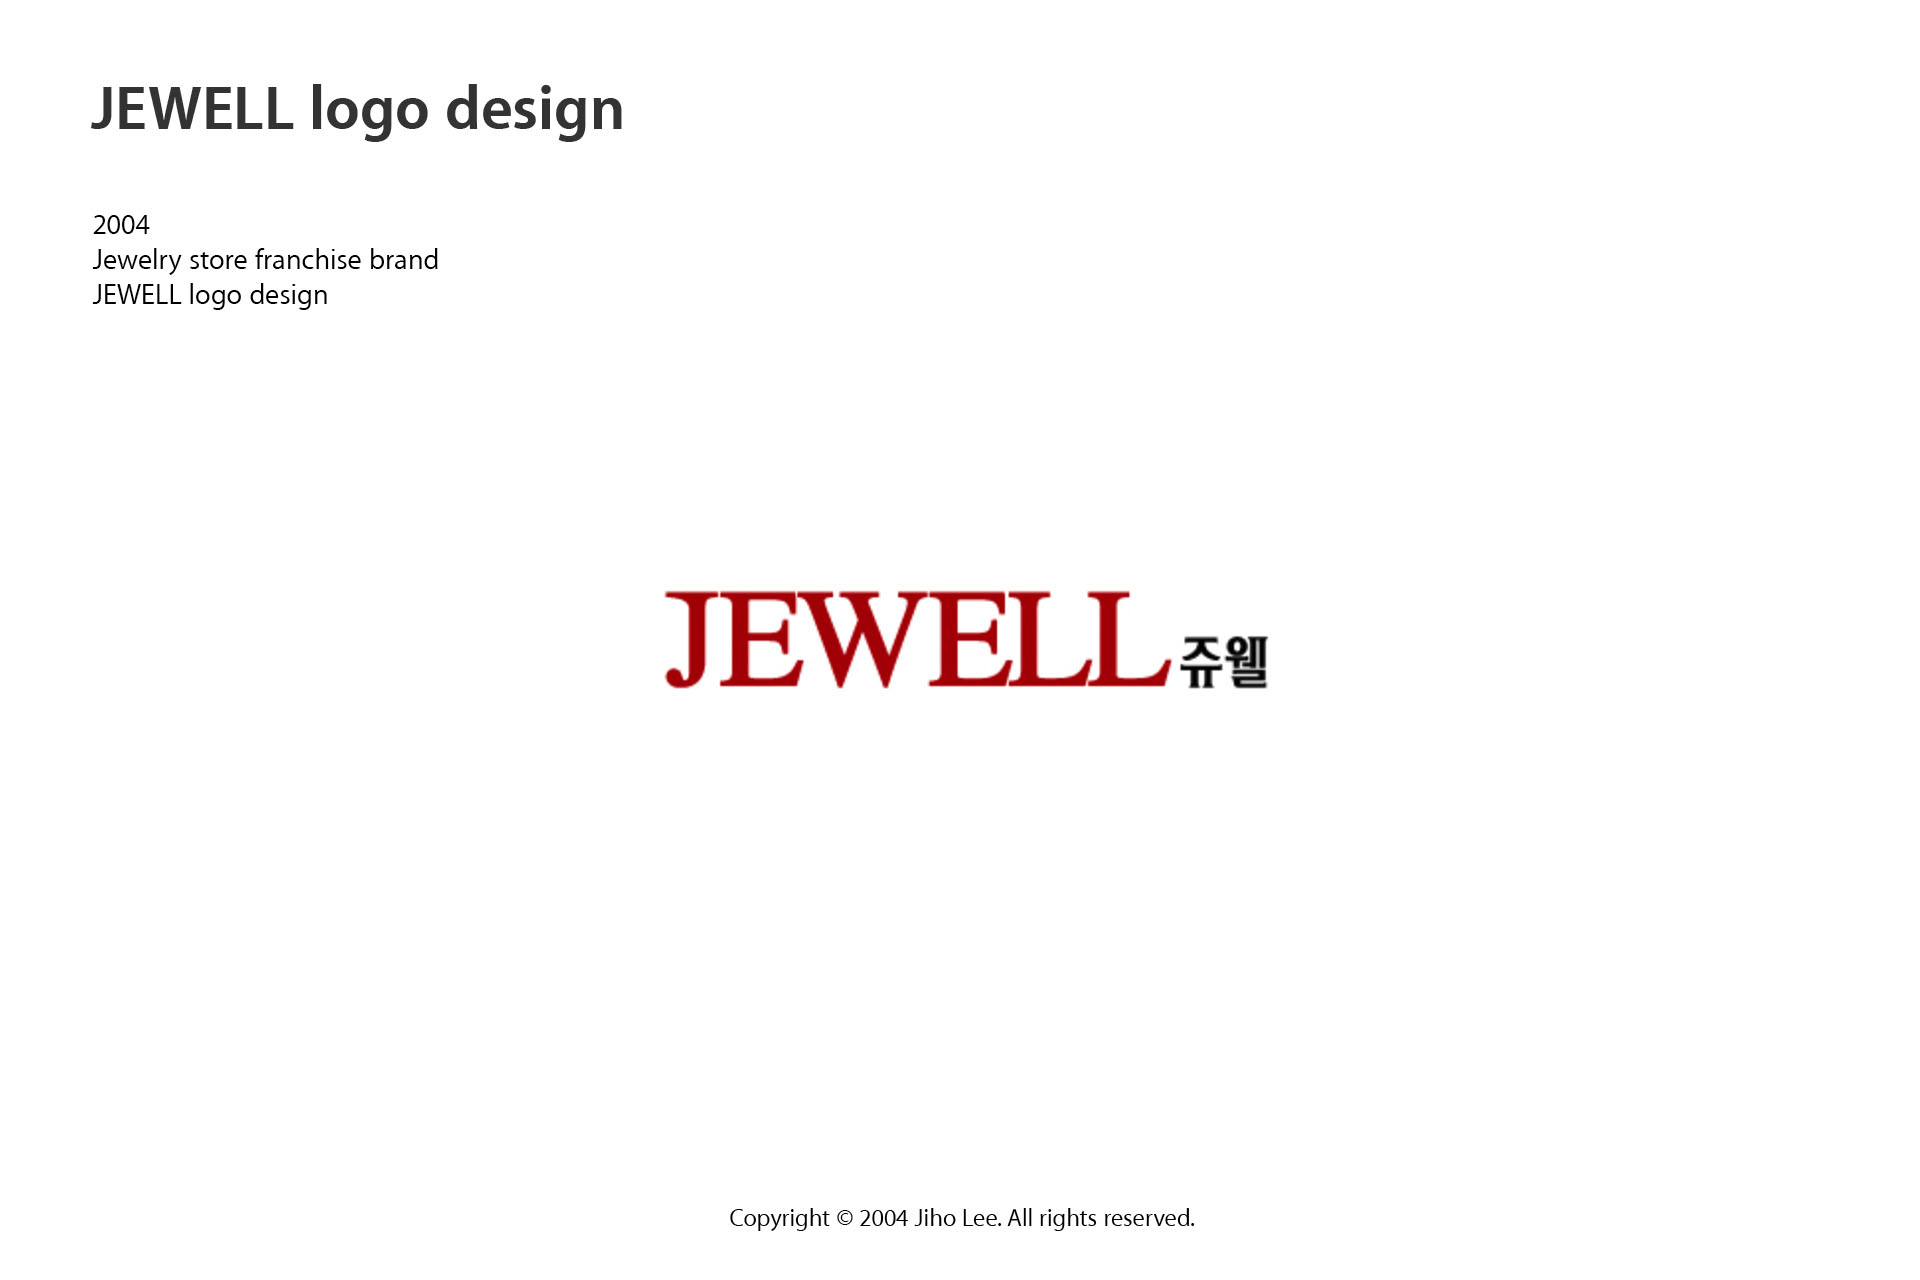 JEWELL logo design
2004
Jewelry store franchise brand
JEWELL logo design
JEWELL 쥬웰
Copyright © 2004 Jiho Lee. All rights reserved.